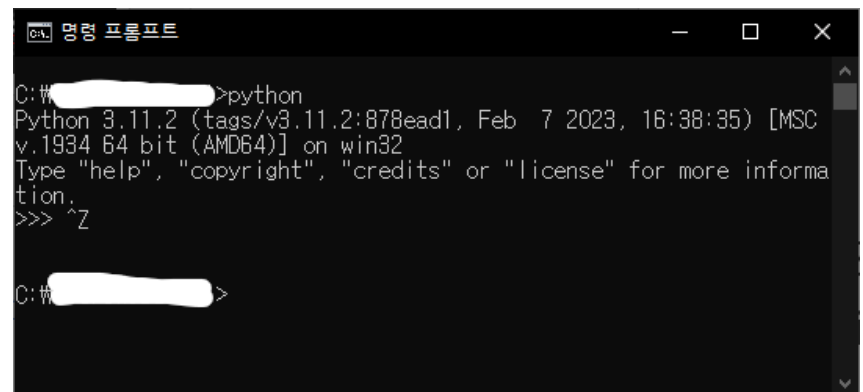 명령 프롬프트
C:₩>python
Python 3.11.2 (tags/v3.11.2:878ead1, Feb  7 2023, 16:38:35) [MSC
v.1934 64 bit (AMD64)] on win32
Type "help", "copyright", "credits" or "license" for more informa
tion.
>>> ^Z
C:₩>